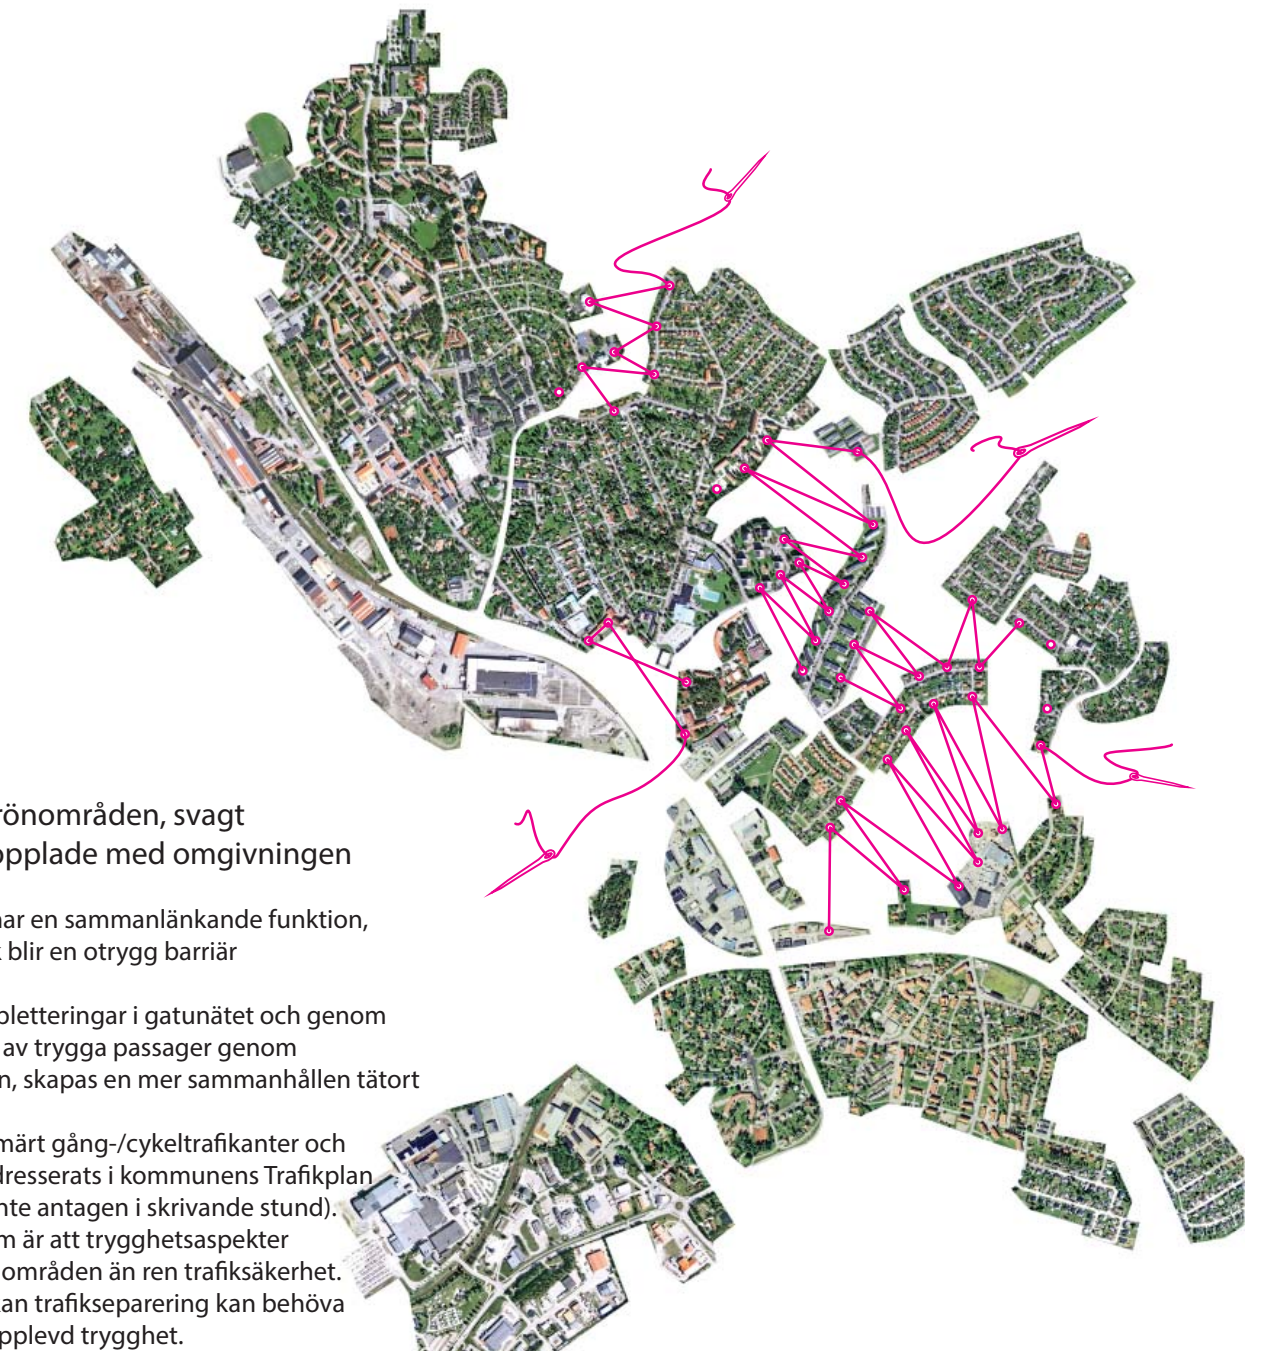 rönområden, svagt
opplade med omgivningen
nar en sammanlänkande funktion,
k blir en otrygg barriär
pletteringar i gatunätet och genom
av trygga passager genom
n, skapas en mer sammanhållen tätort
märt gång-/cykeltrafikanter och
dresserats i kommunens Trafikplan
nte antagen i skrivande stund).
m är att trygghetsaspekter
områden än ren trafiksäkerhet.
kan trafikseparering kan behöva
pplevd trygghet.